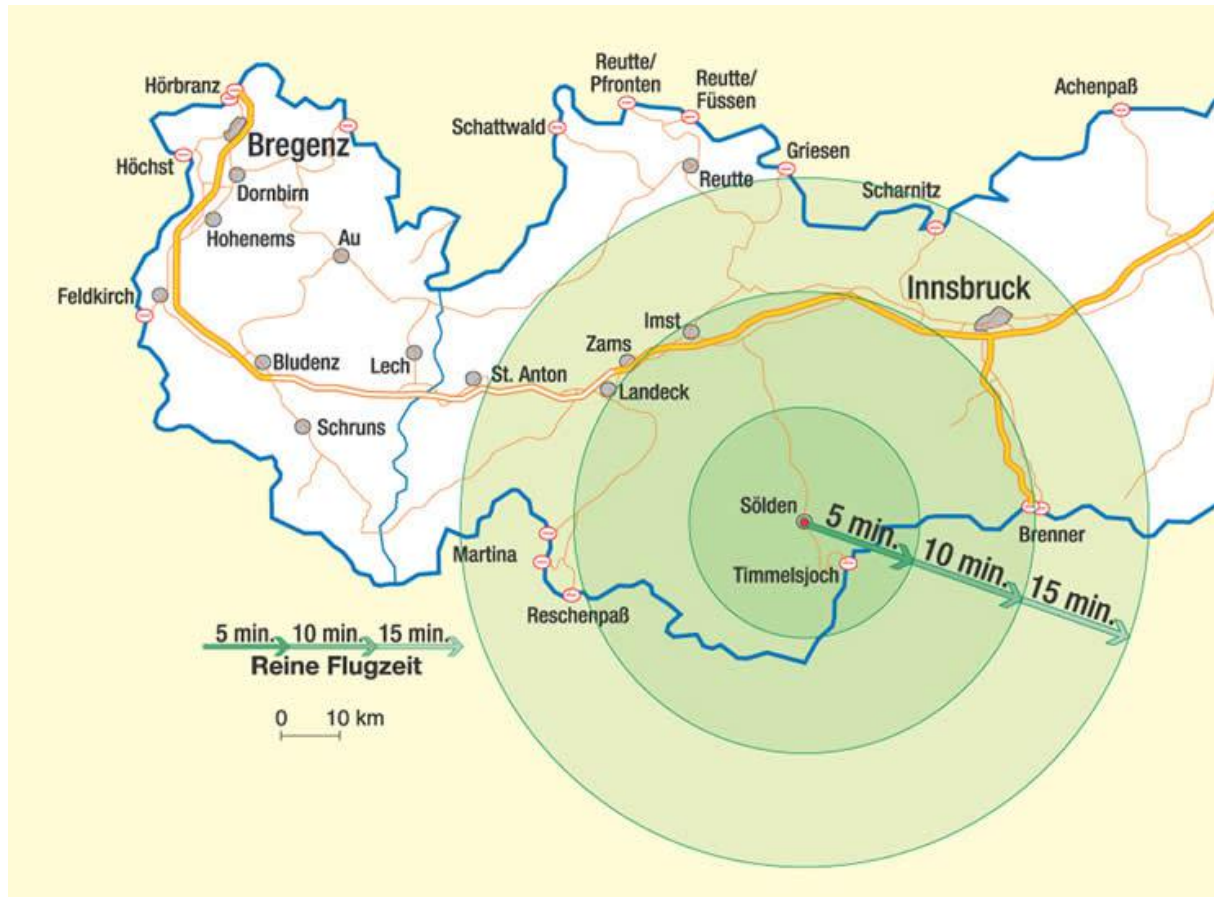 Reutte/
Pfronten
Reutte/
Füssen
Hörbranz
Achenpaß
Schattwald
Bregenz
Höchst
Griesen
Dornbirn
Reutte
Scharnitz
Hohenems
Au
Feldkirch
Innsbruck
Imst
Zams
Bludenz
Lech
St. Anton
Landeck
Schruns
Sölden
5 min.
10 min.
15 min.
Brenner
Martina
Timmelsjoch
Reschenpaß
5 min. 10 min. 15 min.
Reine Flugzeit
0 10 km